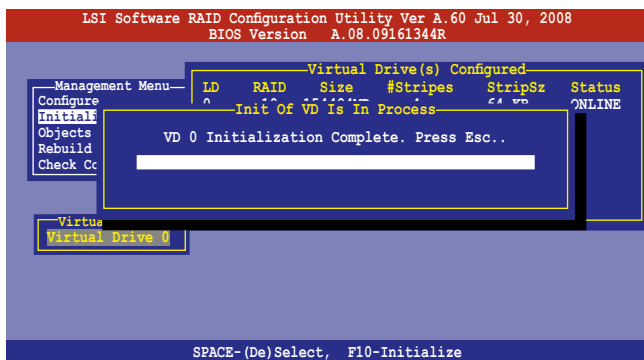 LSI Software RAID Configuration Utility Ver A.60 Jul 30, 2008
BIOS Version A.08.09161344R
Virtual Drive(s) Configured
Management Menu
LD RAID Size #Stripes StripSz Status
Configure
ONLINE
Init Of VD Is In Process
Initiali
Objects
VD 0 Initialization Complete. Press Esc..
Rebuild
Check Co
Virtua
Virtual Drive 0
SPACE-(De)Select, F10-Initialize